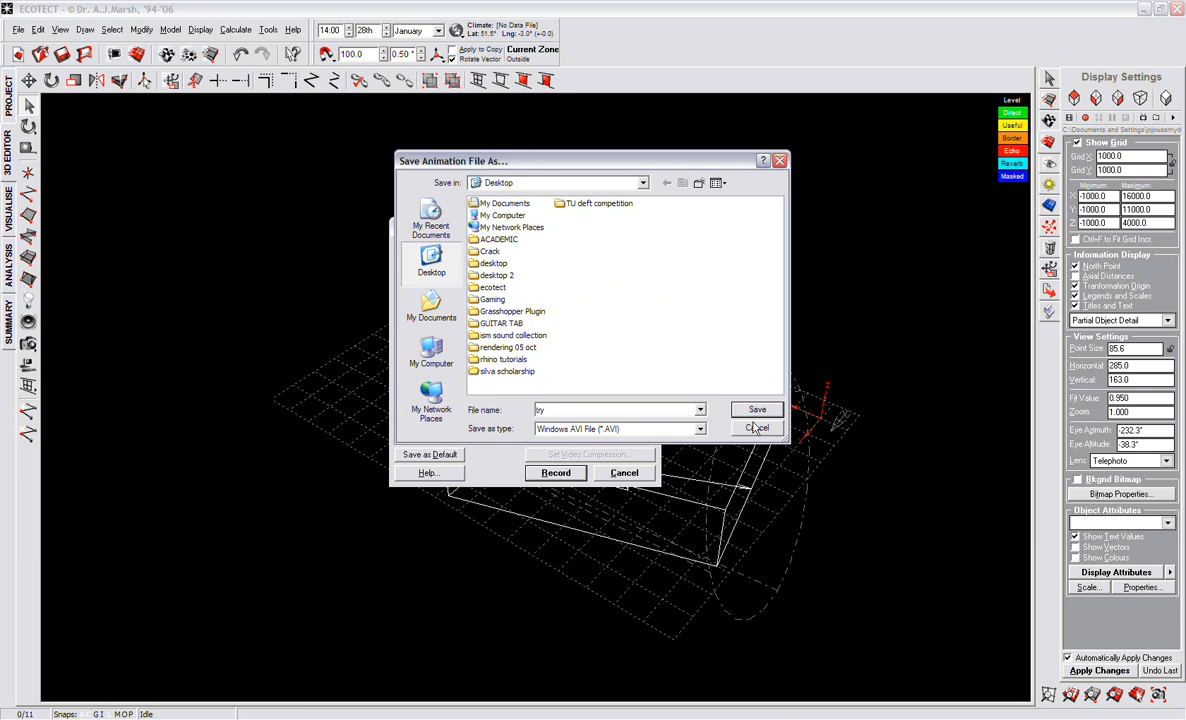 ECOTECT - © Dr. A.J.Marsh, '94-'06
File Edit View Draw Select Modify Model Display Calculate Tools Help
14:00 28th January
Climate: [No Data File]
Lat: 51.5° Lng: -3.0° (+0.0)
100.0 0.50 °
Apply to Copy
Rotate Vector
Current Zone
Outside
PROJECT
3D EDITOR
VISUALISE
ANALYSIS
SUMMARY
Level
Direct
Useful
Border
Echo
Reverb
Masked
Save Animation File As...
Save in: Desktop
My Recent Documents
Desktop
My Documents
My Computer
My Network Places
My Documents
My Computer
My Network Places
ACADEMIC
Crack
desktop
desktop 2
ecotect
Gaming
Grasshopper Plugin
GUITAR TAB
ism sound collection
rendering 05 oct
rhino tutorials
silva scholarship
TU deft competition
File name: try
Save
Save as type: Windows AVI File (*.AVI)
Cancel
Save as Default
Set Video Compression...
Help...
Record
Cancel
Display Settings
C:\Documents and Settings\jojowasmyd
Show Grid
Grid X: 1000.0
Grid Y: 1000.0
Minimum: Maximum:
X: -1000.0 16000.0
Y: -1000.0 11000.0
Z: -1000.0 4000.0
Ctrl+F to Fit Grid Incr.
Information Display
North Point
Axial Distances
Tranformation Origin
Legends and Scales
Titles and Text
Partial Object Detail
View Settings
Point Size: 85.6
Horizontal: 285.0
Vertical: 163.0
Fit Value: 0.950
Zoom: 1.000
Eye Azimuth: -232.3°
Eye Altitude: -38.3°
Lens: Telephoto
Bkgnd Bitmap
Bitmap Properties...
Object Attributes
Show Text Values
Show Vectors
Show Colours
Display Attributes
Scale... Properties...
Automatically Apply Changes
Apply Changes Undo Last
0/11 Snaps: G I M O P Idle